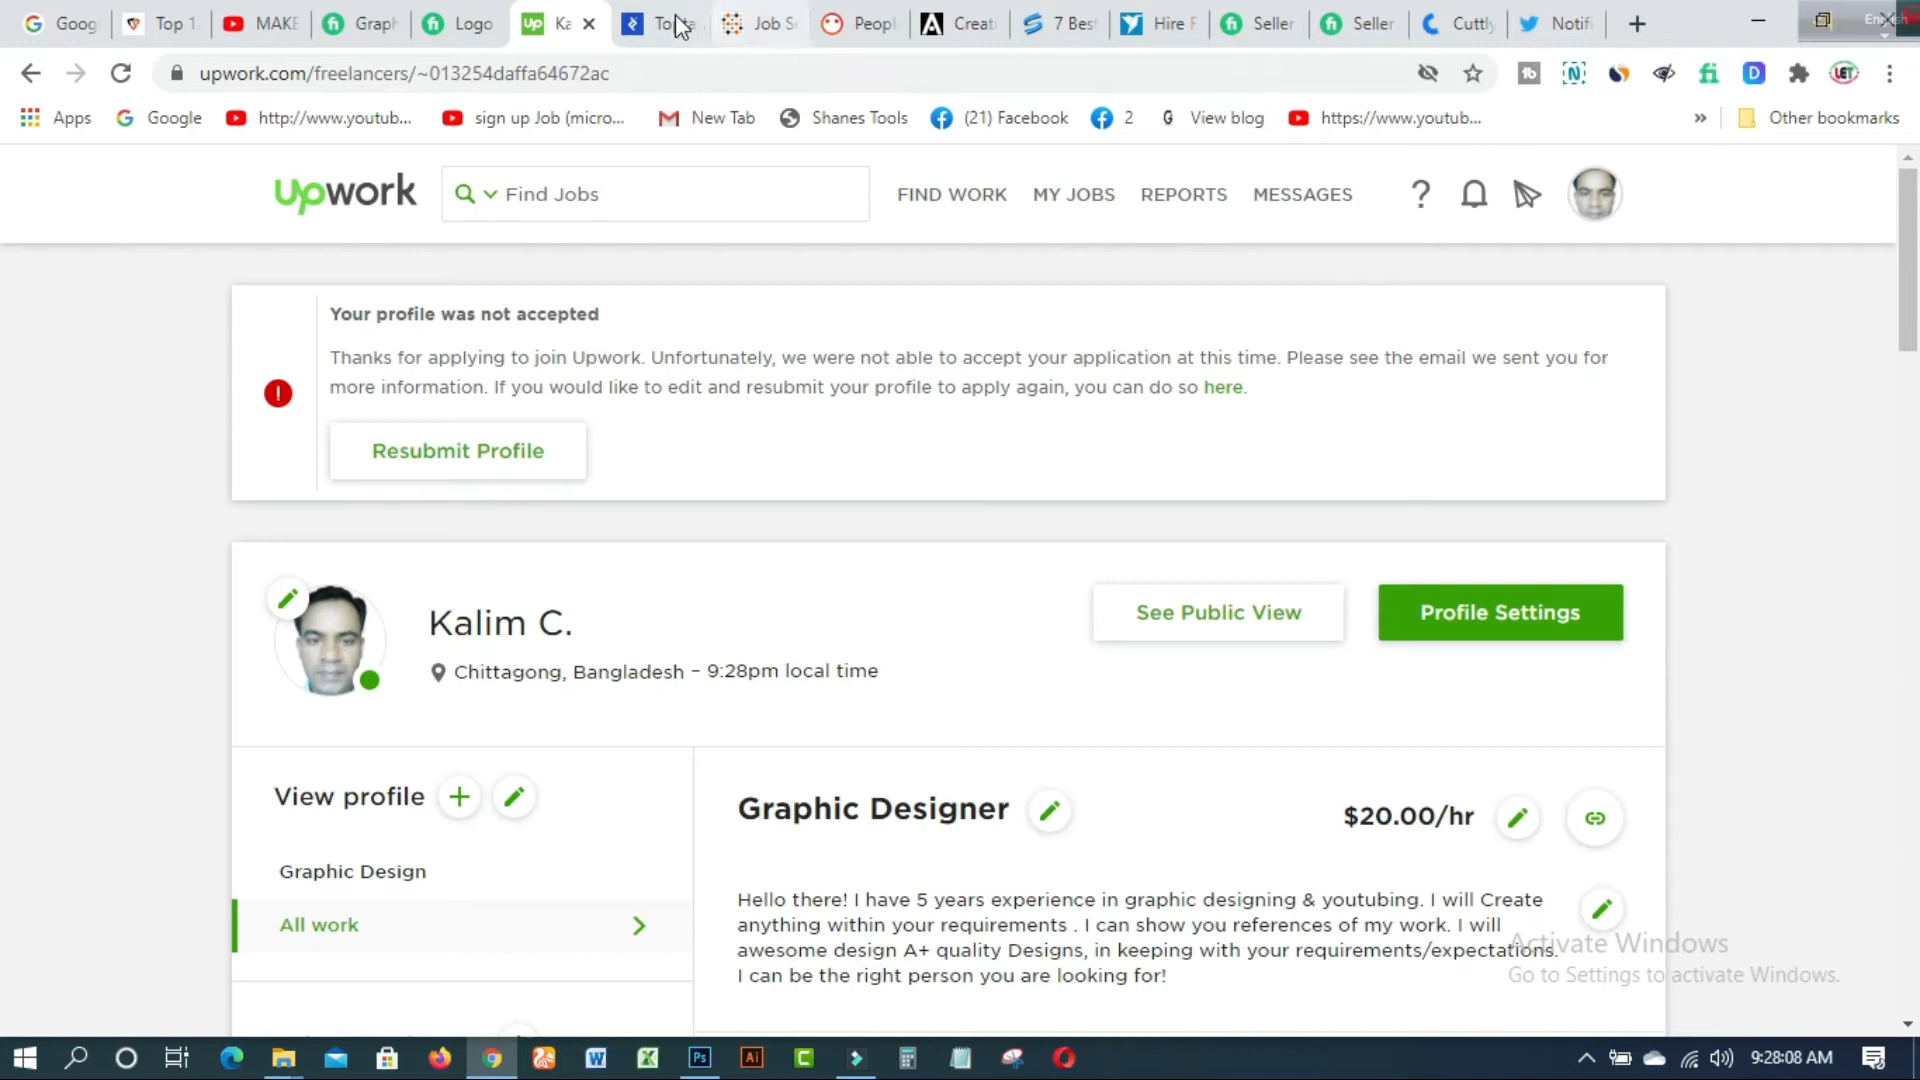 Goog
Top 1
MAKE
Graph
Logo
Ka
Topta
Job Se
Peopl
Creati
7 Best
Hire F
Seller
Seller
Cuttly
Notifi
upwork.com/freelancers/~013254daffa64672ac
Apps
Google
http://www.youtub...
sign up Job (micro...
New Tab
Shanes Tools
(21) Facebook
2
View blog
https://www.youtub...
Other bookmarks
upwork
Find Jobs
FIND WORK
MY JOBS
REPORTS
MESSAGES
Your profile was not accepted
Thanks for applying to join Upwork. Unfortunately, we were not able to accept your application at this time. Please see the email we sent you for
more information. If you would like to edit and resubmit your profile to apply again, you can do so here.
Resubmit Profile
Kalim C.
Chittagong, Bangladesh – 9:28pm local time
See Public View
Profile Settings
View profile
Graphic Design
All work
Graphic Designer
$20.00/hr
Hello there! I have 5 years experience in graphic designing & youtubing. I will Create
anything within your requirements . I can show you references of my work. I will
awesome design A+ quality Designs, in keeping with your requirements/expectations.
I can be the right person you are looking for!
Activate Windows
Go to Settings to activate Windows.
9:28:08 AM